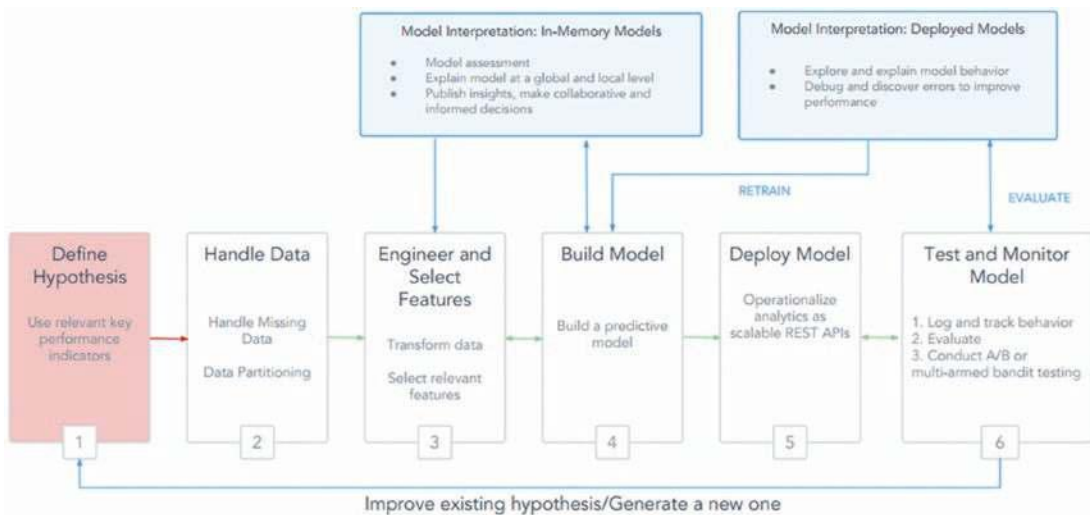 Model Interpretation: In-Memory Models
Model assessment
Explain model at a global and local level
Publish insights, make collaborative and
informed decisions
Model Interpretation: Deployed Models
Explore and explain model behavior
Debug and discover errors to improve
performance
RETRAIN
EVALUATE
Define
Hypothesis
Use relevant key
performance
indicators
1
Handle Data
Handle Missing
Data
Data Partitioning
2
Engineer and
Select
Features
Transform data
Select relevant
features
3
Build Model
Build a predictive
model
4
Deploy Model
Operationalize
analytics as
scalable REST APIs
5
Test and Monitor
Model
1. Log and track behavior
2. Evaluate
3. Conduct A/B or
multi-armed bandit testing
6
Improve existing hypothesis/Generate a new one